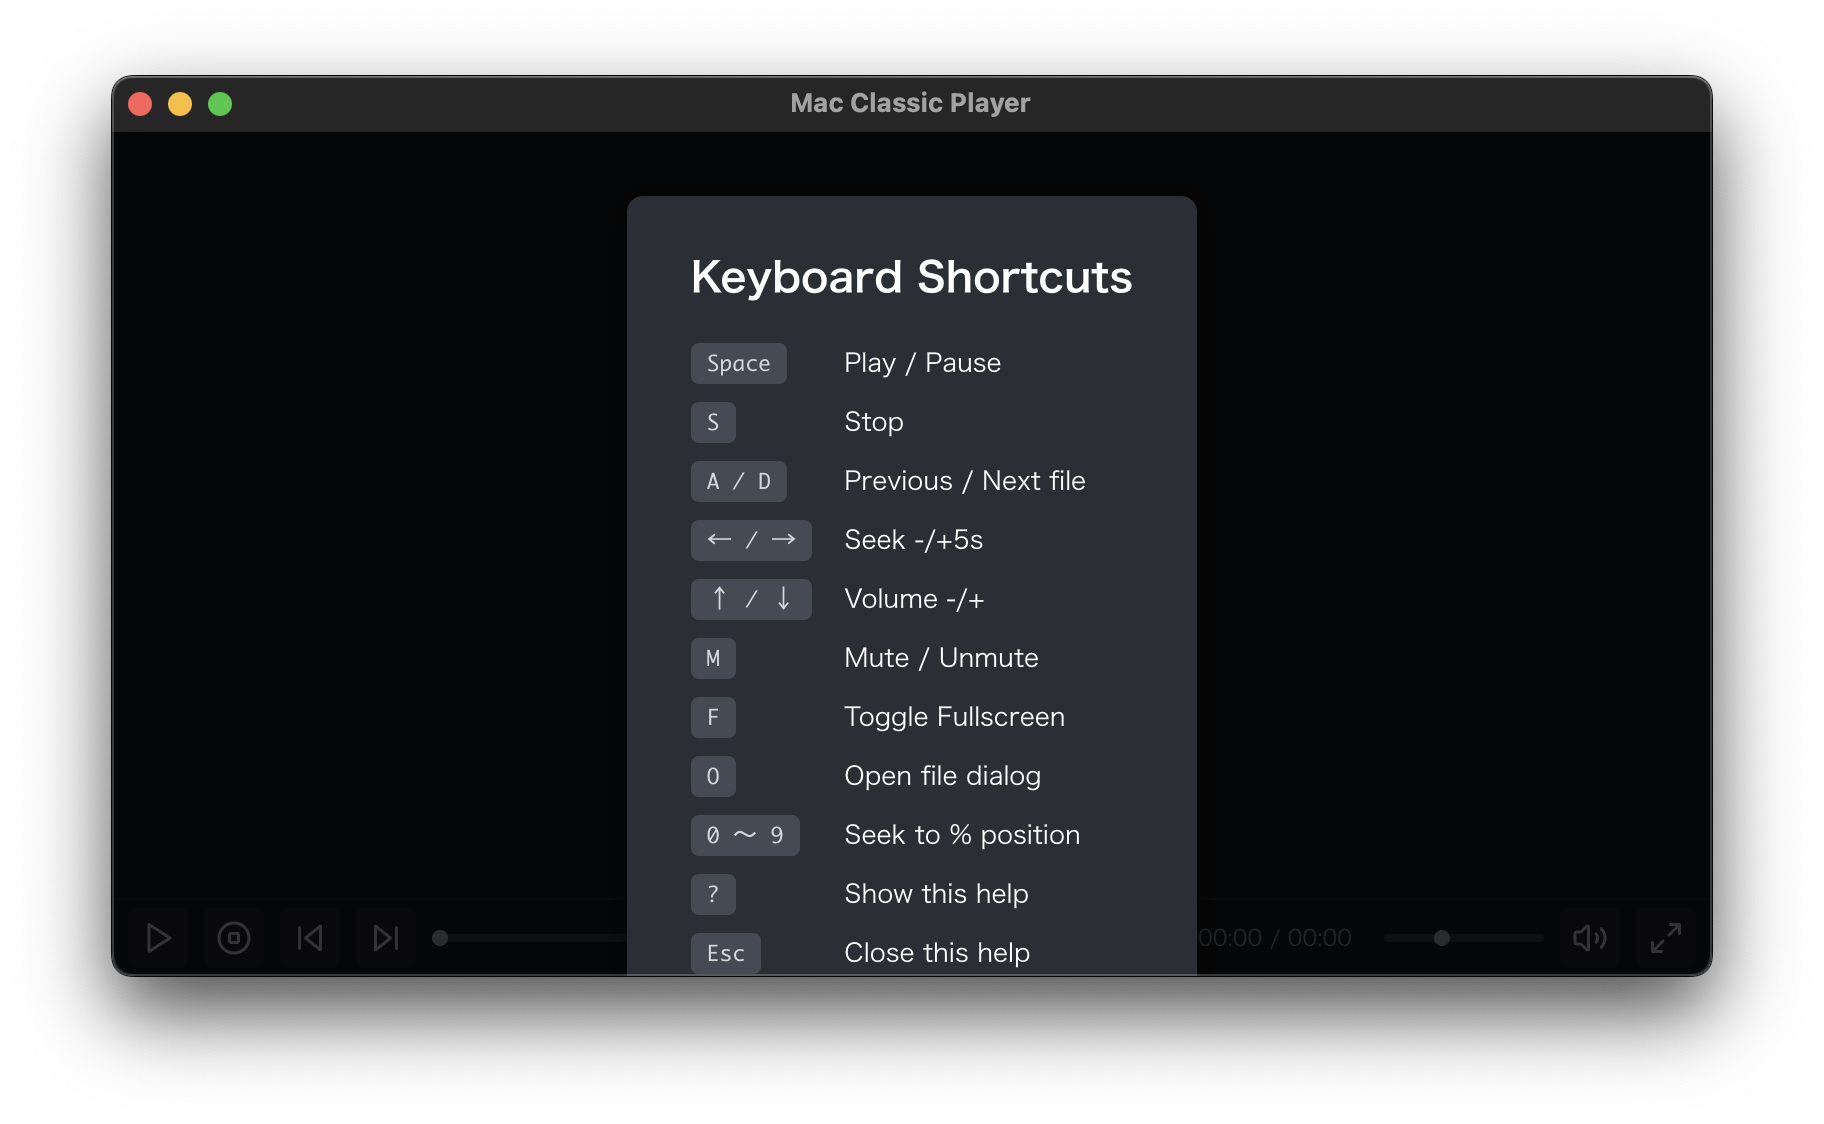 Mac Classic Player
Keyboard Shortcuts
Space Play / Pause
S Stop
A / D Previous / Next file
← / → Seek -/+5s
↑ / ↓ Volume -/+
M Mute / Unmute
F Toggle Fullscreen
O Open file dialog
0 ～ 9 Seek to % position
? Show this help
Esc Close this help
00:00 / 00:00